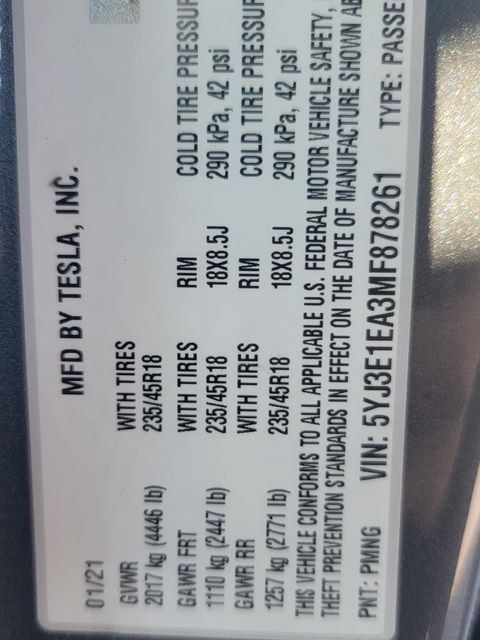 MFD BY TESLA, INC.
01/21
GVWR WITH TIRES
2017 kg (4446 lb) 235/45R18
GAWR FRT WITH TIRES RIM COLD TIRE PRESSUR
1110 kg (2447 lb) 235/45R18 18X8.5J 290 kPa, 42 psi
GAWR RR WITH TIRES RIM COLD TIRE PRESSUR
1257 kg (2771 lb) 235/45R18 18X8.5J 290 kPa, 42 psi
THIS VEHICLE CONFORMS TO ALL APPLICABLE U.S. FEDERAL MOTOR VEHICLE SAFETY,
THEFT PREVENTION STANDARDS IN EFFECT ON THE DATE OF MANUFACTURE SHOWN AB
PNT: PMNG VIN: 5YJ3E1EA3MF878261 TYPE: PASSE